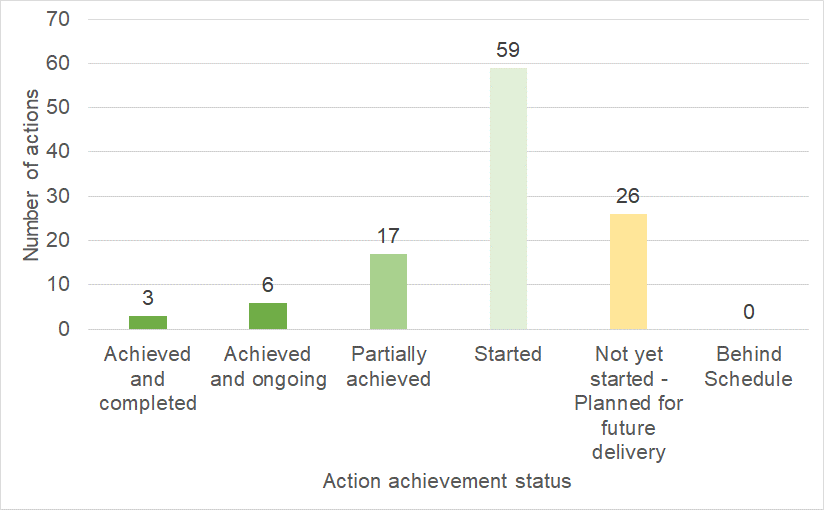 70
60
50
40
30
20
10
0
Number of actions
3
6
17
59
26
0
Achieved
and
completed
Achieved
and ongoing
Partially
achieved
Started
Not yet
started -
Planned for
future
delivery
Behind
Schedule
Action achievement status